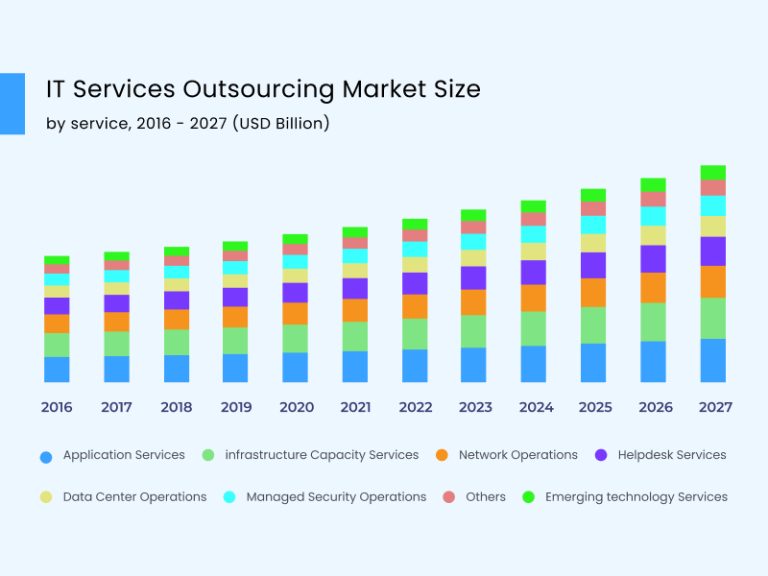 IT Services Outsourcing Market Size
by service, 2016 - 2027 (USD Billion)
2016 2017 2018 2019 2020 2021 2022 2023 2024 2025 2026 2027
Application Services infrastructure Capacity Services Network Operations Helpdesk Services
Data Center Operations Managed Security Operations Others Emerging technology Services